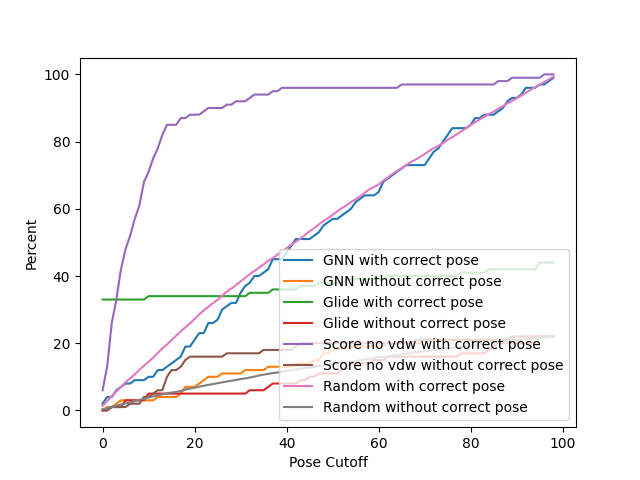 100
80
60
40
20
0
Percent
GNN with correct pose
GNN without correct pose
Glide with correct pose
Glide without correct pose
Score no vdw with correct pose
Score no vdw without correct pose
Random with correct pose
Random without correct pose
0 20 40 60 80 100
Pose Cutoff